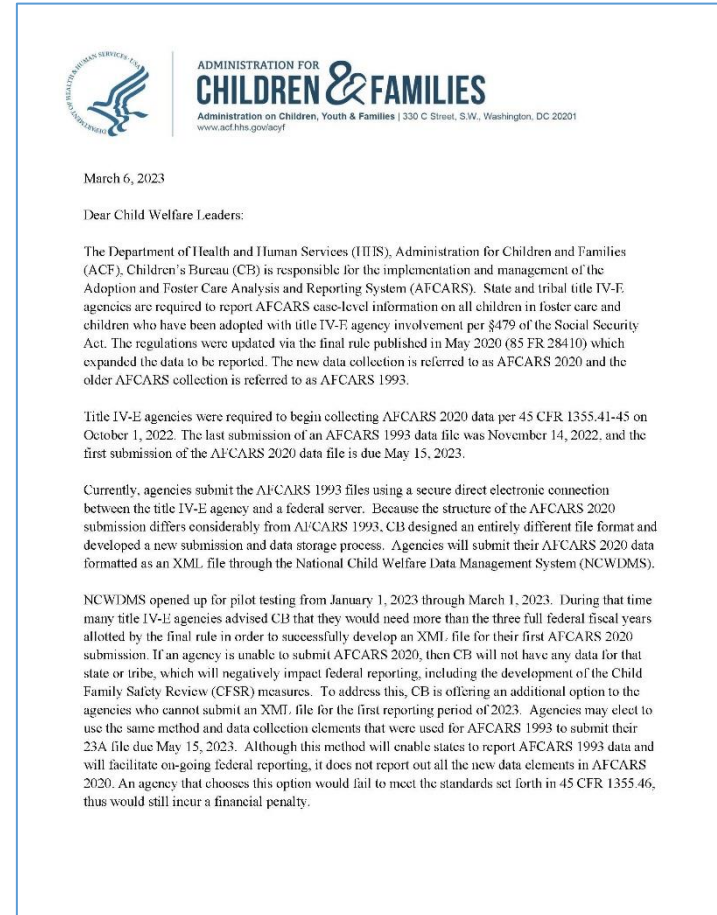 DEPARTMENT OF HEALTH & HUMAN SERVICES · USA
ADMINISTRATION FOR
CHILDREN & FAMILIES
Administration on Children, Youth & Families | 330 C Street, S.W., Washington, DC 20201
www.acf.hhs.gov/acyf
March 6, 2023
Dear Child Welfare Leaders:
The Department of Health and Human Services (HHS), Administration for Children and Families
(ACF), Children's Bureau (CB) is responsible for the implementation and management of the
Adoption and Foster Care Analysis and Reporting System (AFCARS). State and tribal title IV-E
agencies are required to report AFCARS case-level information on all children in foster care and
children who have been adopted with title IV-E agency involvement per §479 of the Social Security
Act. The regulations were updated via the final rule published in May 2020 (85 FR 28410) which
expanded the data to be reported. The new data collection is referred to as AFCARS 2020 and the
older AFCARS collection is referred to as AFCARS 1993.
Title IV-E agencies were required to begin collecting AFCARS 2020 data per 45 CFR 1355.41-45 on
October 1, 2022. The last submission of an AFCARS 1993 data file was November 14, 2022, and the
first submission of the AFCARS 2020 data file is due May 15, 2023.
Currently, agencies submit the AFCARS 1993 files using a secure direct electronic connection
between the title IV-E agency and a federal server. Because the structure of the AFCARS 2020
submission differs considerably from AFCARS 1993, CB designed an entirely different file format and
developed a new submission and data storage process. Agencies will submit their AFCARS 2020 data
formatted as an XML file through the National Child Welfare Data Management System (NCWDMS).
NCWDMS opened up for pilot testing from January 1, 2023 through March 1, 2023. During that time
many title IV-E agencies advised CB that they would need more than the three full federal fiscal years
allotted by the final rule in order to successfully develop an XML file for their first AFCARS 2020
submission. If an agency is unable to submit AFCARS 2020, then CB will not have any data for that
state or tribe, which will negatively impact federal reporting, including the development of the Child
Family Safety Review (CFSR) measures. To address this, CB is offering an additional option to the
agencies who cannot submit an XML file for the first reporting period of 2023. Agencies may elect to
use the same method and data collection elements that were used for AFCARS 1993 to submit their
23A file due May 15, 2023. Although this method will enable states to report AFCARS 1993 data and
will facilitate on-going federal reporting, it does not report out all the new data elements in AFCARS
2020. An agency that chooses this option would fail to meet the standards set forth in 45 CFR 1355.46,
thus would still incur a financial penalty.